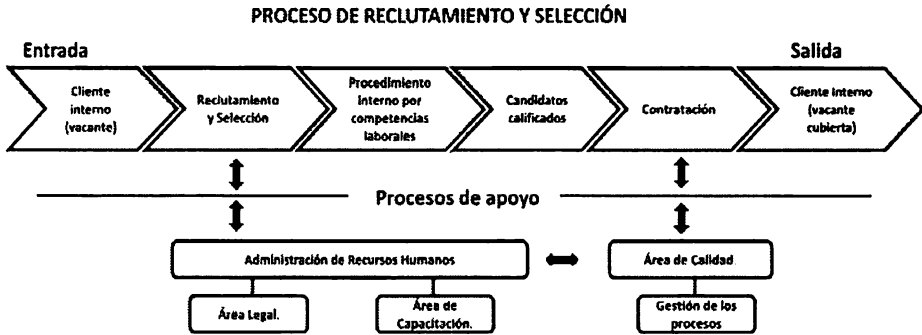 PROCESO DE RECLUTAMIENTO Y SELECCIÓN
Entrada
Salida
Cliente
interno
(vacante)
Reclutamiento
y Selección
Procedimiento
interno por
competencias
laborales
Candidatos
calificados
Contratación
Cliente interno
(vacante
cubierta)
Procesos de apoyo
Administración de Recursos Humanos
Área de Calidad.
Área Legal.
Área de
Capacitación.
Gestión de los
procesos